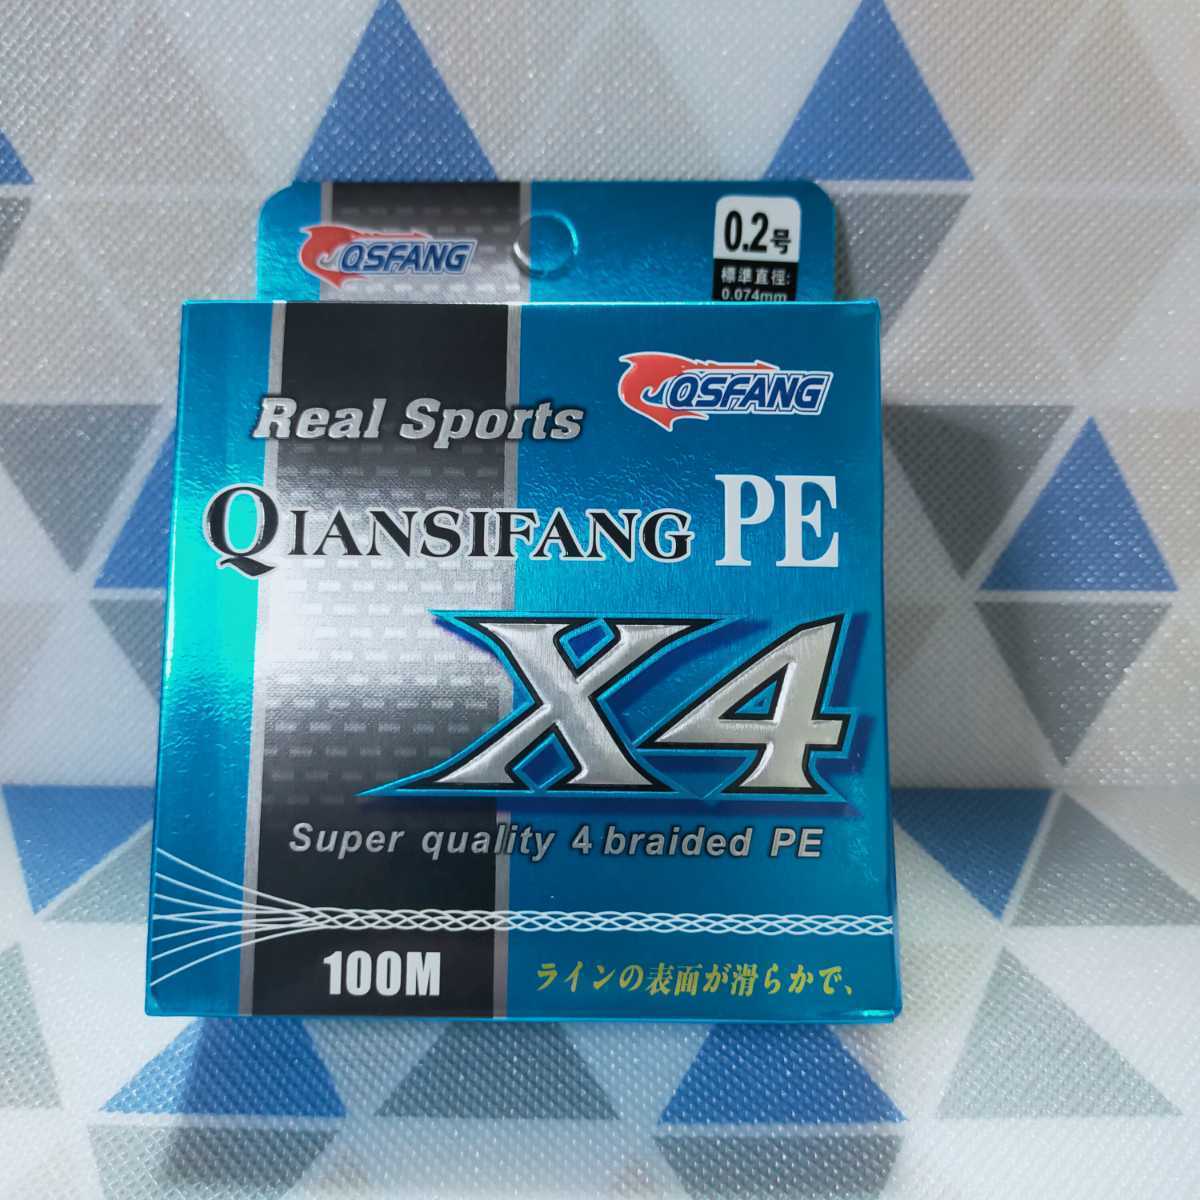 QSFANG
0.2号
標準直徑:
0.074mm
QSFANG
Real Sports
QIANSIFANG PE
X4
Super quality 4 braided PE
100M
ラインの表面が滑らかで、